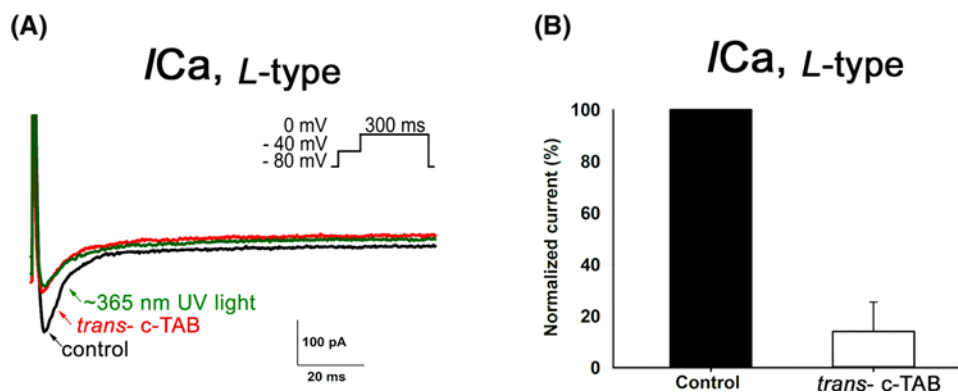 (A)
ICa, L-type
0 mV
300 ms
- 40 mV
- 80 mV
~365 nm UV light
trans- c-TAB
control
100 pA
20 ms
(B)
ICa, L-type
Normalized current (%)
100
80
60
40
20
0
Control
trans- c-TAB